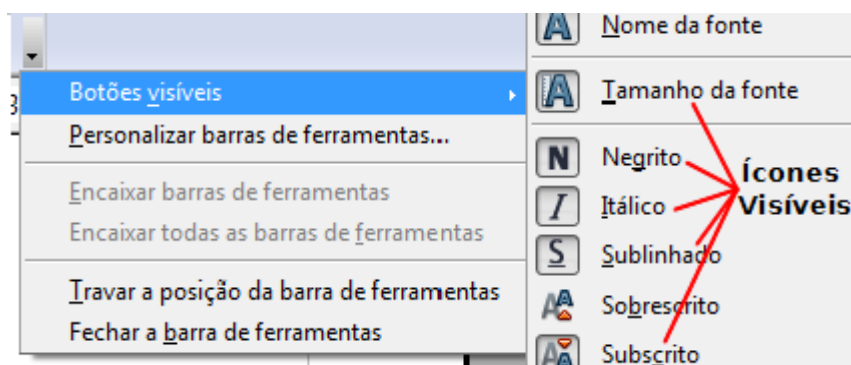 Nome da fonte
Tamanho da fonte
Negrito
Itálico
Sublinhado
Sobrescrito
Subscrito
Ícones
Visíveis
3
Botões visíveis
Personalizar barras de ferramentas...
Encaixar barras de ferramentas
Encaixar todas as barras de ferramentas
Travar a posição da barra de ferramentas
Fechar a barra de ferramentas